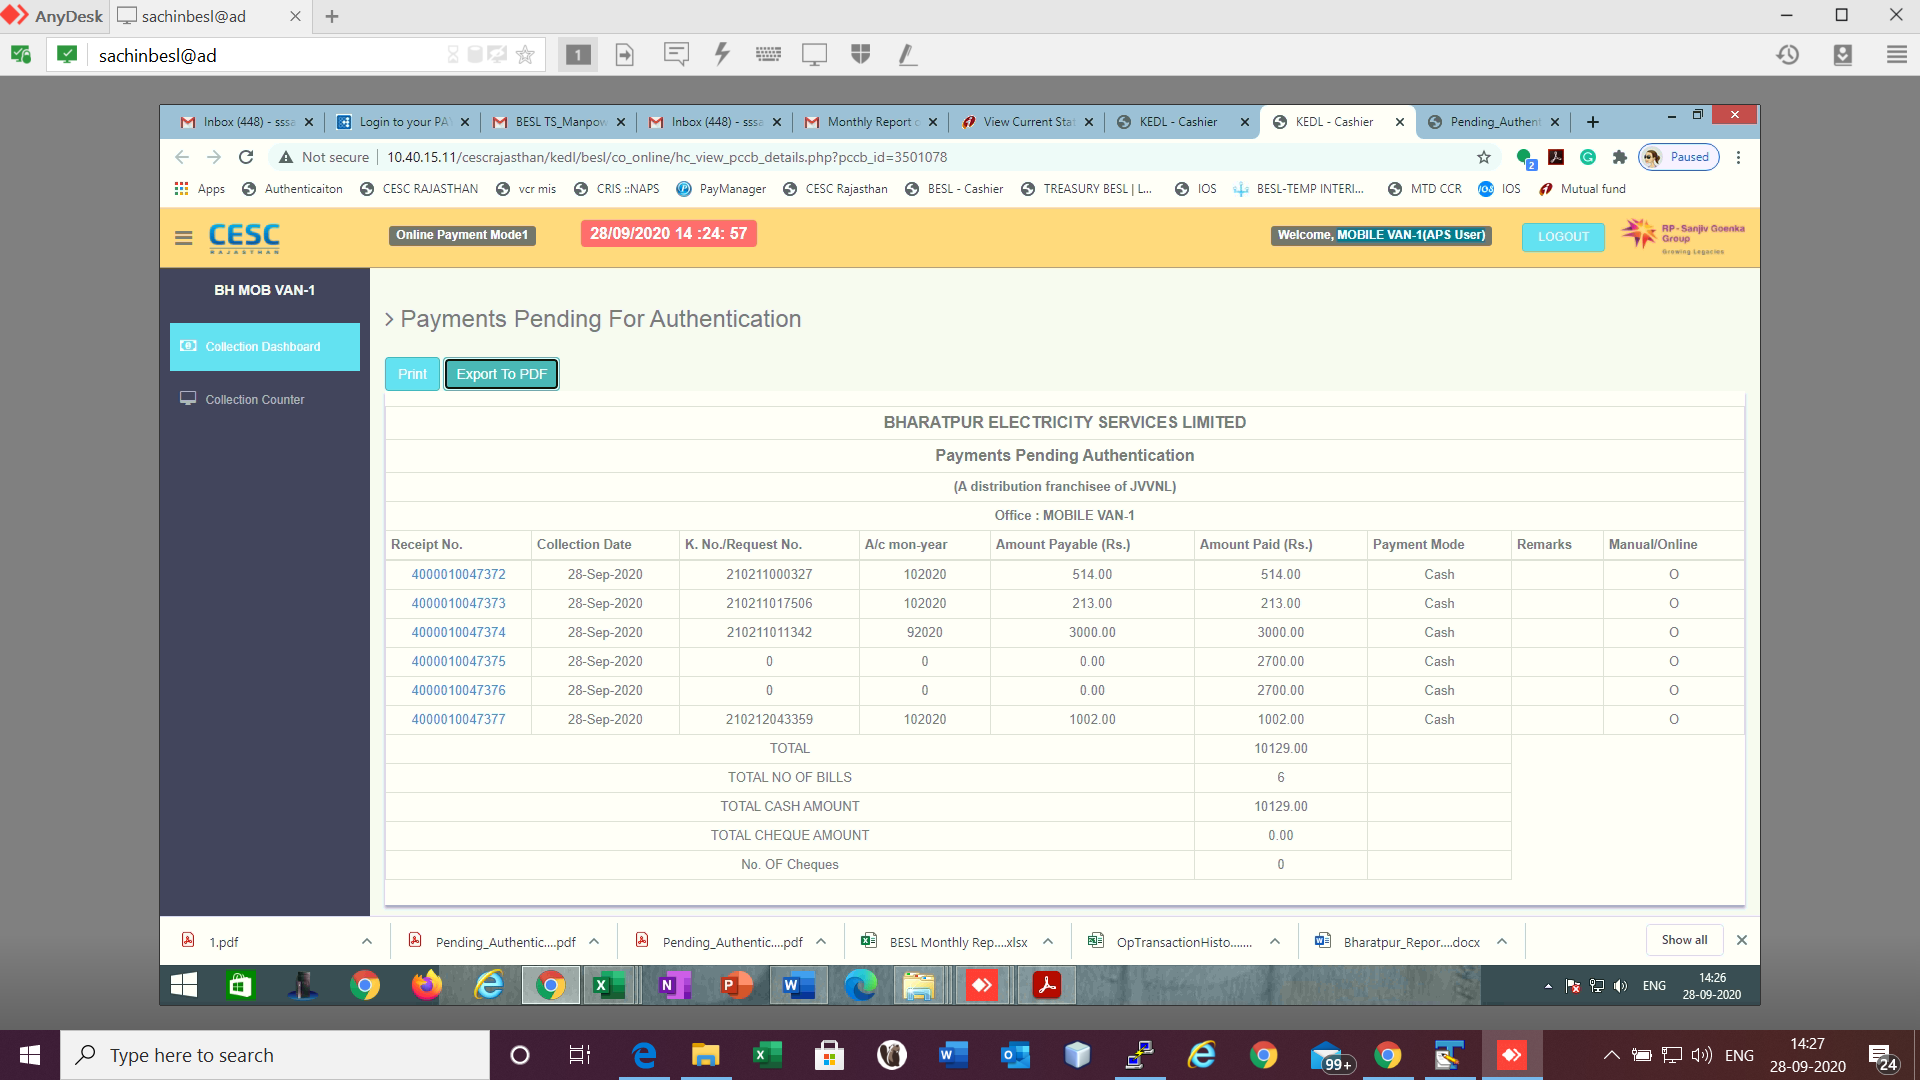 AnyDesk sachinbesl@ad
sachinbesl@ad 1
Inbox (448) - sssa Login to your PA BESL TS_Manpow Inbox (448) - sssa Monthly Report View Current Stat KEDL - Cashier KEDL - Cashier Pending_Authent
Not secure 10.40.15.11/cescrajasthan/kedl/besl/co_online/hc_view_pccb_details.php?pccb_id=3501078 2 Paused
Apps Authenticaiton CESC RAJASTHAN vcr mis CRIS ::NAPS PayManager CESC Rajasthan BESL - Cashier TREASURY BESL | L... IOS BESL-TEMP INTERI... MTD CCR IOS Mutual fund
CESC RAJASTHAN Online Payment Mode1 28/09/2020 14 :24: 57 Welcome, MOBILE VAN-1(APS User) LOGOUT RP-Sanjiv Goenka Group Growing Legacies
BH MOB VAN-1
Collection Dashboard
Collection Counter
Payments Pending For Authentication
Print Export To PDF
BHARATPUR ELECTRICITY SERVICES LIMITED
Payments Pending Authentication
(A distribution franchisee of JVVNL)
Office : MOBILE VAN-1
Receipt No. Collection Date K. No./Request No. A/c mon-year Amount Payable (Rs.) Amount Paid (Rs.) Payment Mode Remarks Manual/Online
4000010047372 28-Sep-2020 210211000327 102020 514.00 514.00 Cash O
4000010047373 28-Sep-2020 210211017506 102020 213.00 213.00 Cash O
4000010047374 28-Sep-2020 210211011342 92020 3000.00 3000.00 Cash O
4000010047375 28-Sep-2020 0 0 0.00 2700.00 Cash O
4000010047376 28-Sep-2020 0 0 0.00 2700.00 Cash O
4000010047377 28-Sep-2020 210212043359 102020 1002.00 1002.00 Cash O
TOTAL 10129.00
TOTAL NO OF BILLS 6
TOTAL CASH AMOUNT 10129.00
TOTAL CHEQUE AMOUNT 0.00
No. OF Cheques 0
1.pdf Pending_Authentic....pdf Pending_Authentic....pdf BESL Monthly Rep....xlsx OpTransactionHisto....... Bharatpur_Repor....docx Show all
ENG 14:26
28-09-2020
Type here to search 99+ ENG 14:27
28-09-2020 24